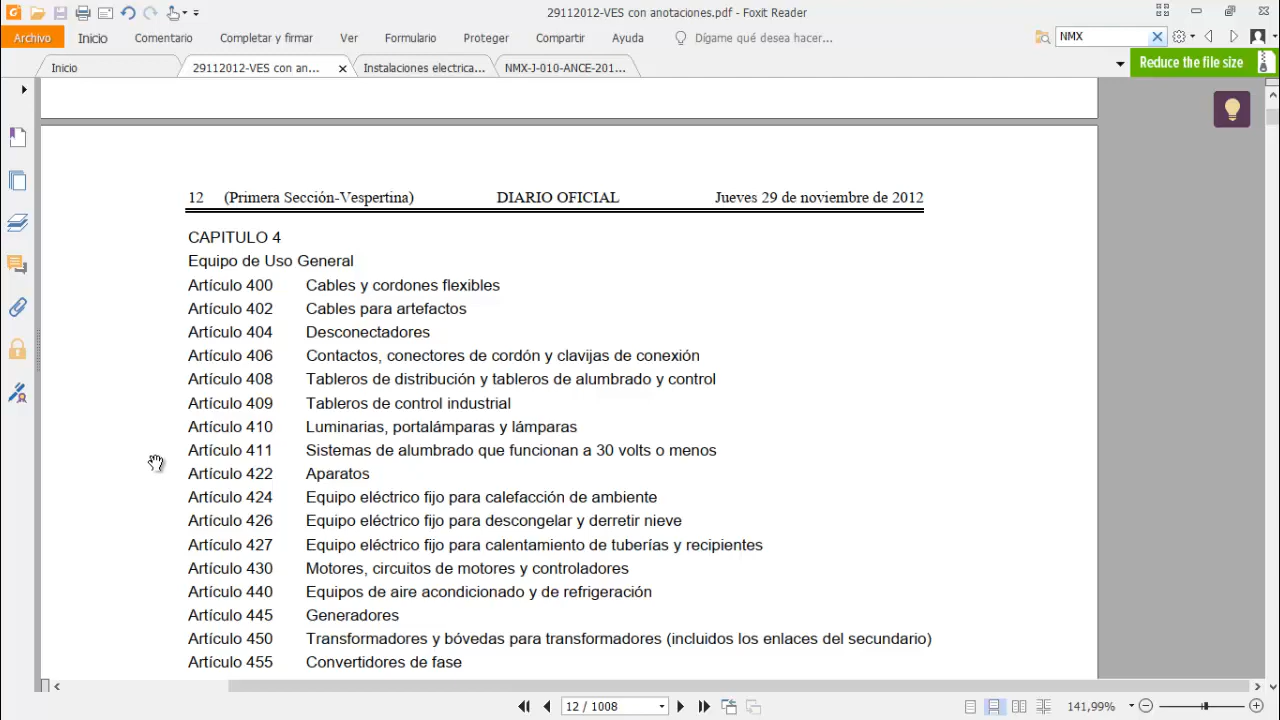 29112012-VES con anotaciones.pdf - Foxit Reader
Archivo Inicio Comentario Completar y firmar Ver Formulario Proteger Compartir Ayuda Dígame qué desea hacer... NMX
Inicio 29112012-VES con an... Instalaciones electrica... NMX-J-010-ANCE-201... Reduce the file size
12 (Primera Sección-Vespertina) DIARIO OFICIAL Jueves 29 de noviembre de 2012
CAPITULO 4
Equipo de Uso General
Artículo 400 Cables y cordones flexibles
Artículo 402 Cables para artefactos
Artículo 404 Desconectadores
Artículo 406 Contactos, conectores de cordón y clavijas de conexión
Artículo 408 Tableros de distribución y tableros de alumbrado y control
Artículo 409 Tableros de control industrial
Artículo 410 Luminarias, portalámparas y lámparas
Artículo 411 Sistemas de alumbrado que funcionan a 30 volts o menos
Artículo 422 Aparatos
Artículo 424 Equipo eléctrico fijo para calefacción de ambiente
Artículo 426 Equipo eléctrico fijo para descongelar y derretir nieve
Artículo 427 Equipo eléctrico fijo para calentamiento de tuberías y recipientes
Artículo 430 Motores, circuitos de motores y controladores
Artículo 440 Equipos de aire acondicionado y de refrigeración
Artículo 445 Generadores
Artículo 450 Transformadores y bóvedas para transformadores (incluidos los enlaces del secundario)
Artículo 455 Convertidores de fase
12 / 1008 141,99%